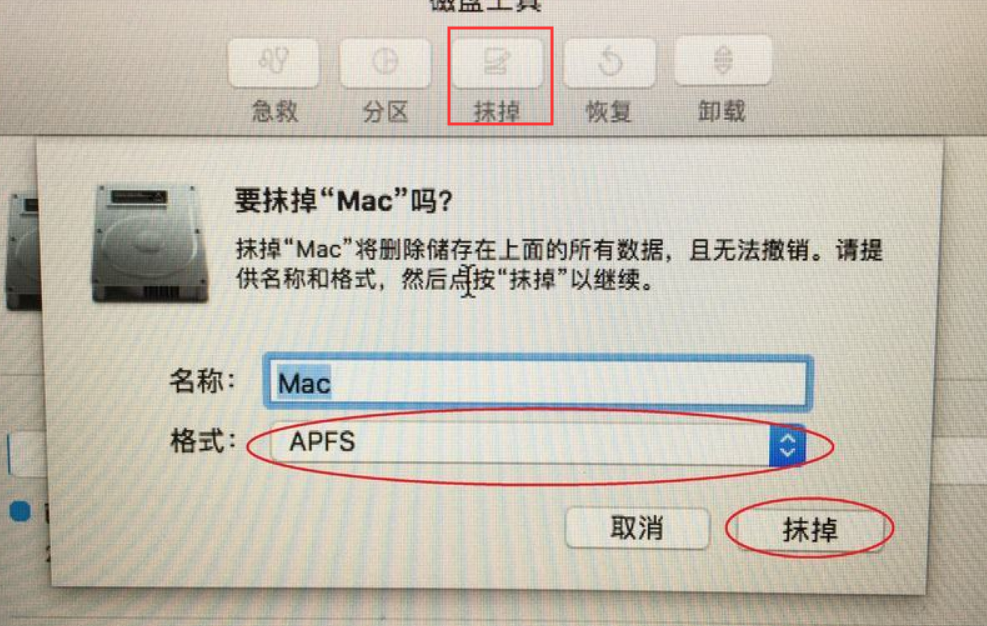 磁盘工具
急救
分区
抹掉
恢复
卸载
要抹掉“Mac”吗？
抹掉“Mac”将删除储存在上面的所有数据，且无法撤销。请提
供名称和格式，然后点按“抹掉”以继续。
名称：
Mac
格式：
APFS
取消
抹掉